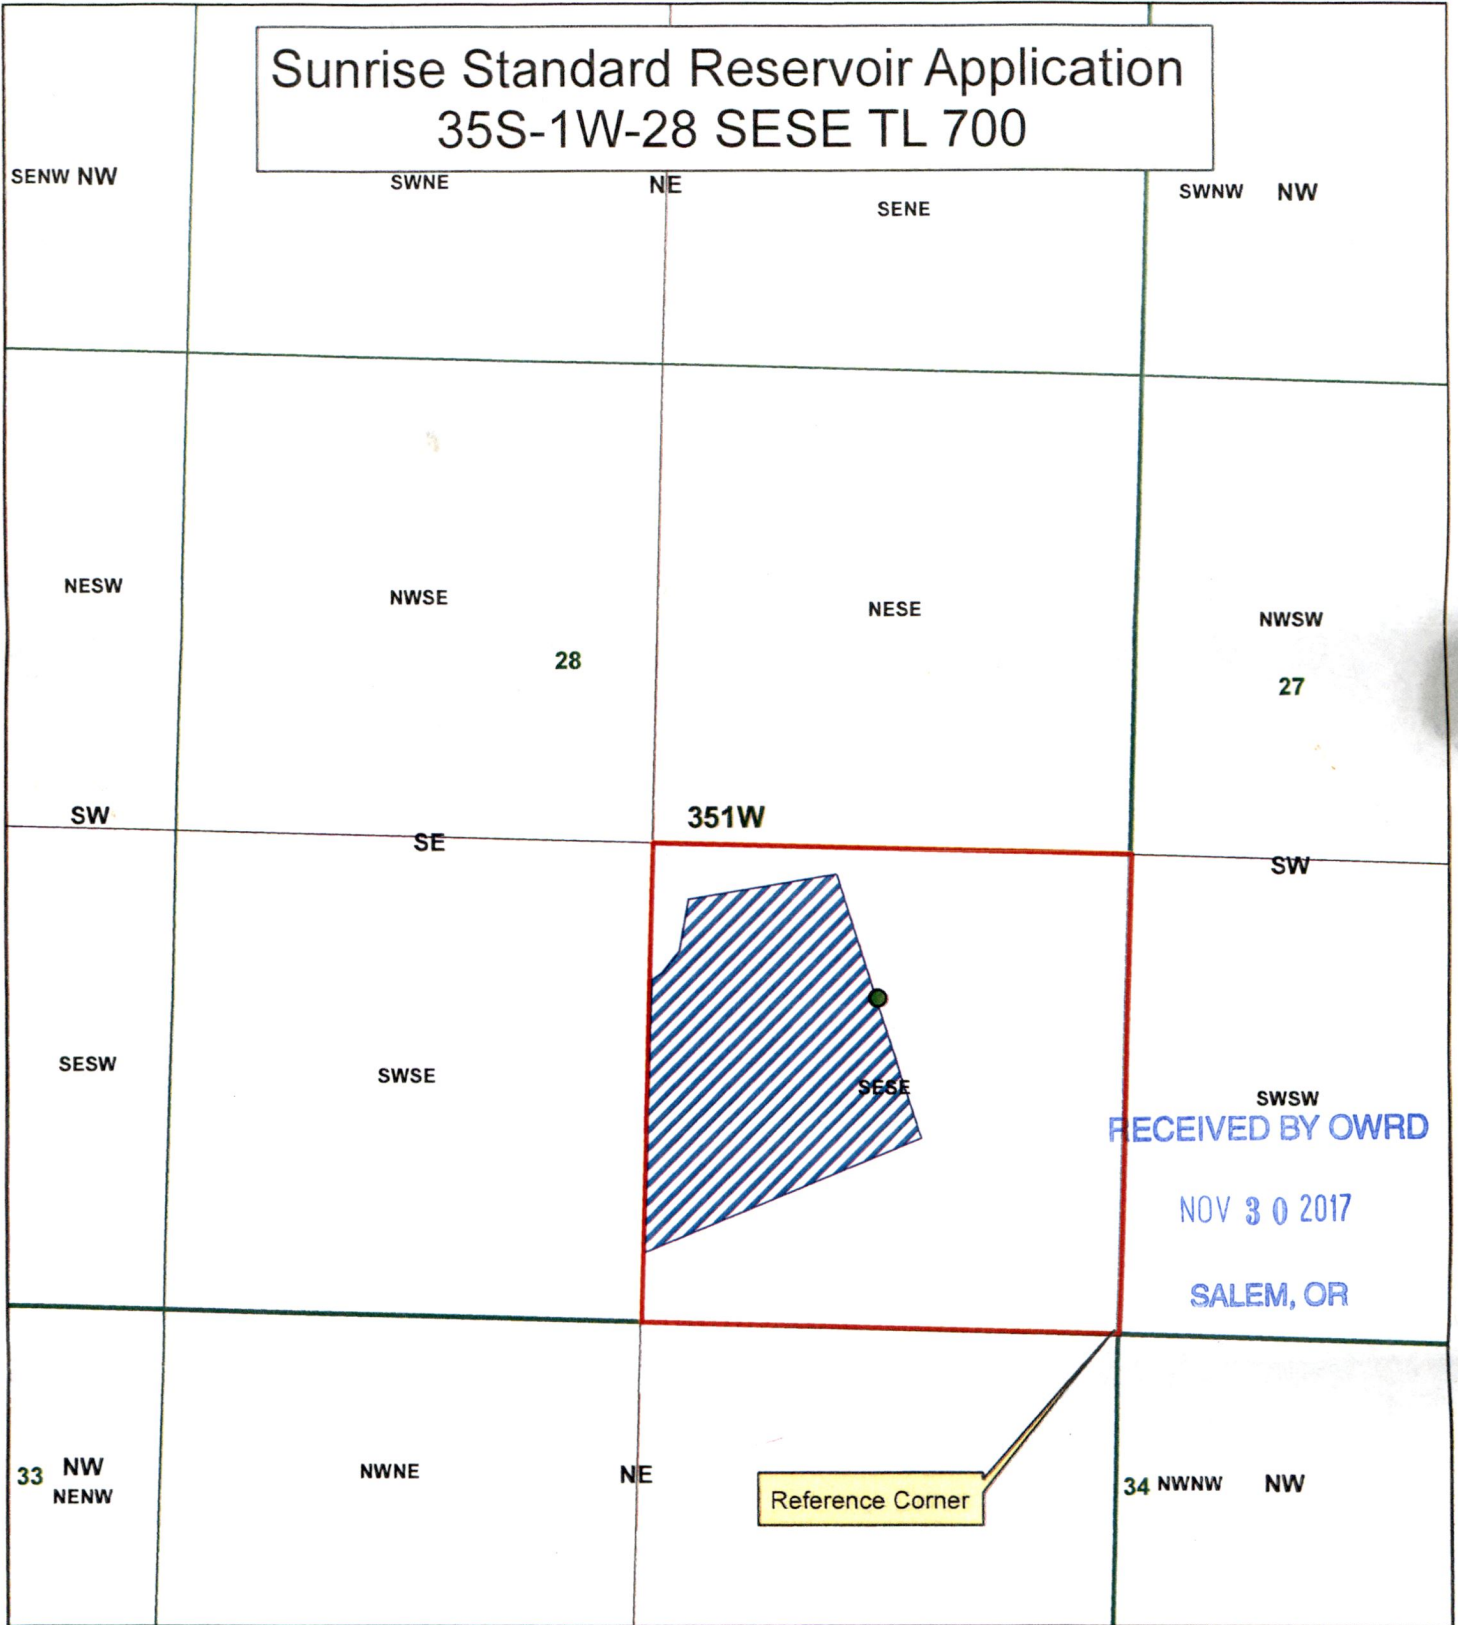 Sunrise Standard Reservoir Application
35S-1W-28 SESE TL 700
SENW NW
SWNE
NE
SENE
SWNW NW
NESW
NWSE
NESE
NWSW
28
27
SW
SE
351W
SW
SESW
SWSE
SESE
SWSW
RECEIVED BY OWRD
NOV 30 2017
SALEM, OR
33 NW
NENW
NWNE
NE
Reference Corner
34 NWNW NW